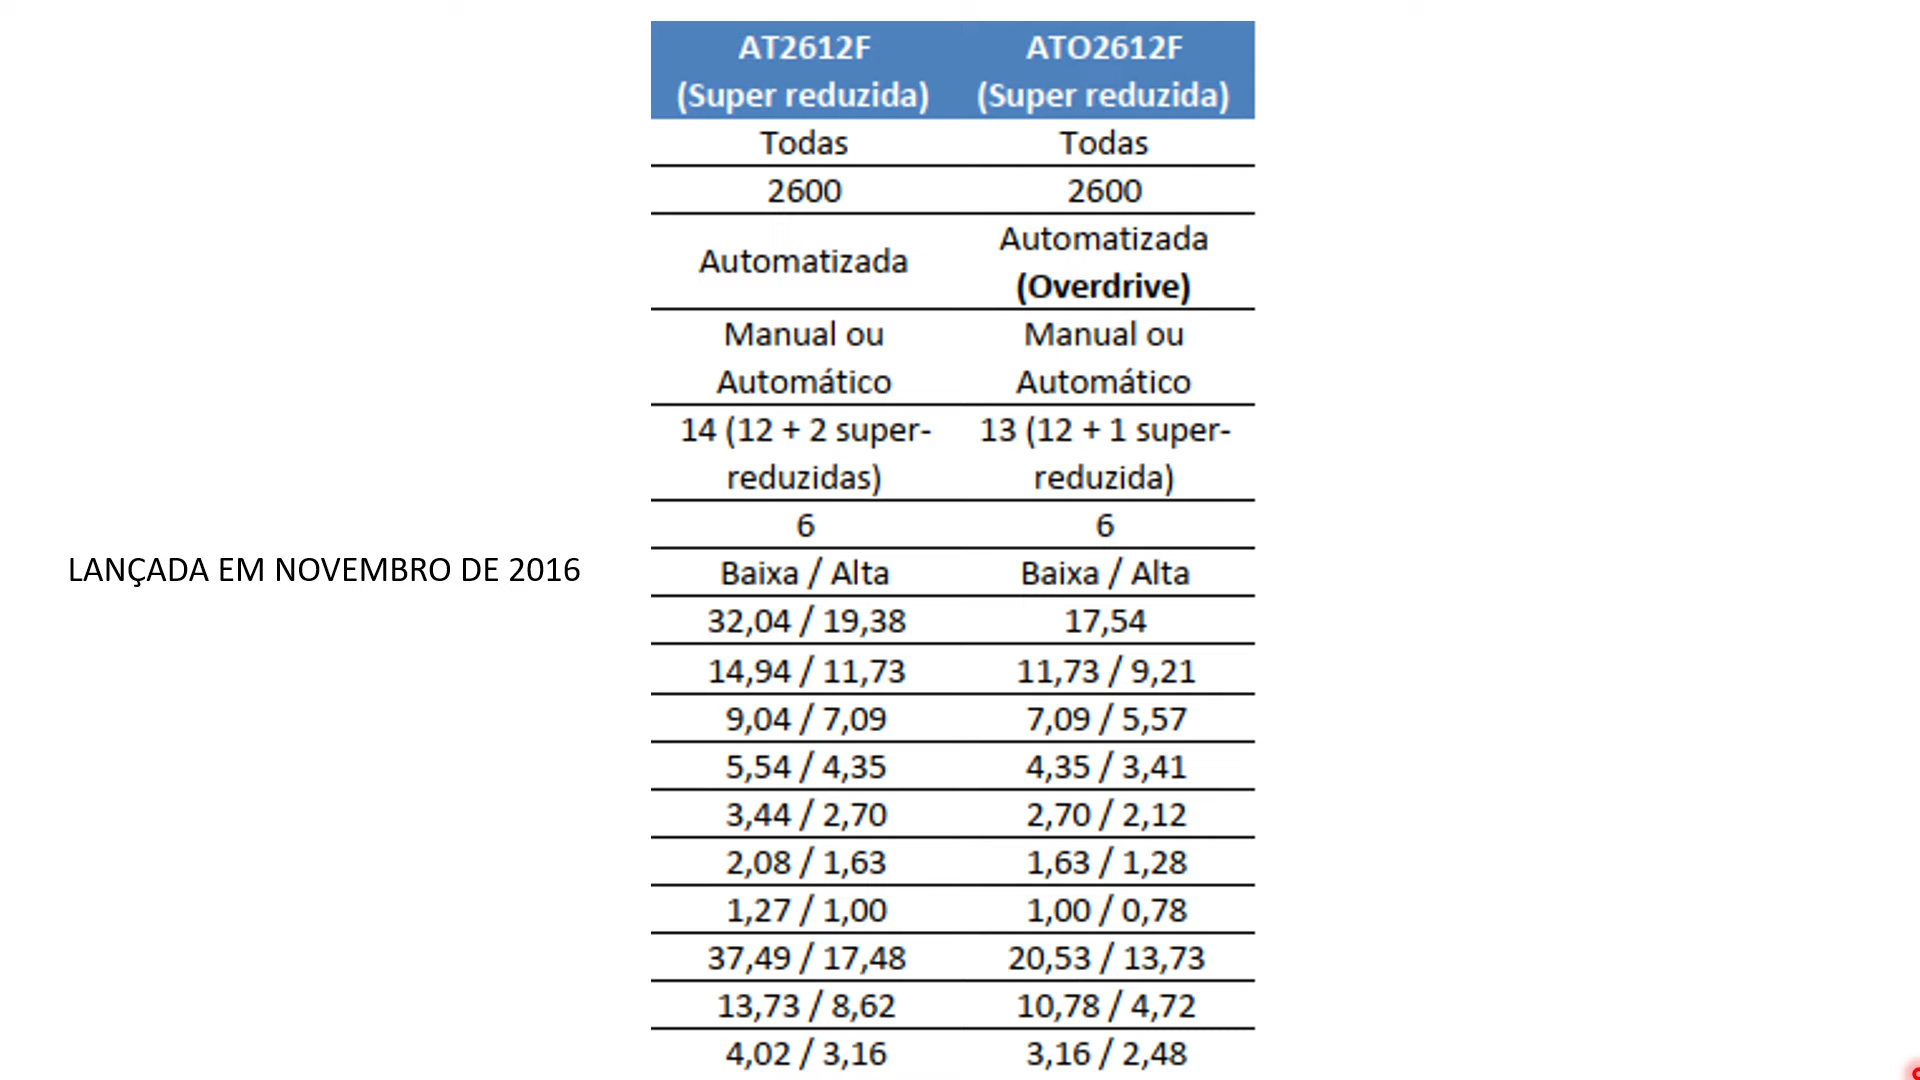 AT2612F ATO2612F
(Super reduzida) (Super reduzida)
Todas Todas
2600 2600
Automatizada Automatizada
(Overdrive)
Manual ou Manual ou
Automático Automático
14 (12 + 2 super- 13 (12 + 1 super-
reduzidas) reduzida)
6 6
LANÇADA EM NOVEMBRO DE 2016
Baixa / Alta Baixa / Alta
32,04 / 19,38 17,54
14,94 / 11,73 11,73 / 9,21
9,04 / 7,09 7,09 / 5,57
5,54 / 4,35 4,35 / 3,41
3,44 / 2,70 2,70 / 2,12
2,08 / 1,63 1,63 / 1,28
1,27 / 1,00 1,00 / 0,78
37,49 / 17,48 20,53 / 13,73
13,73 / 8,62 10,78 / 4,72
4,02 / 3,16 3,16 / 2,48